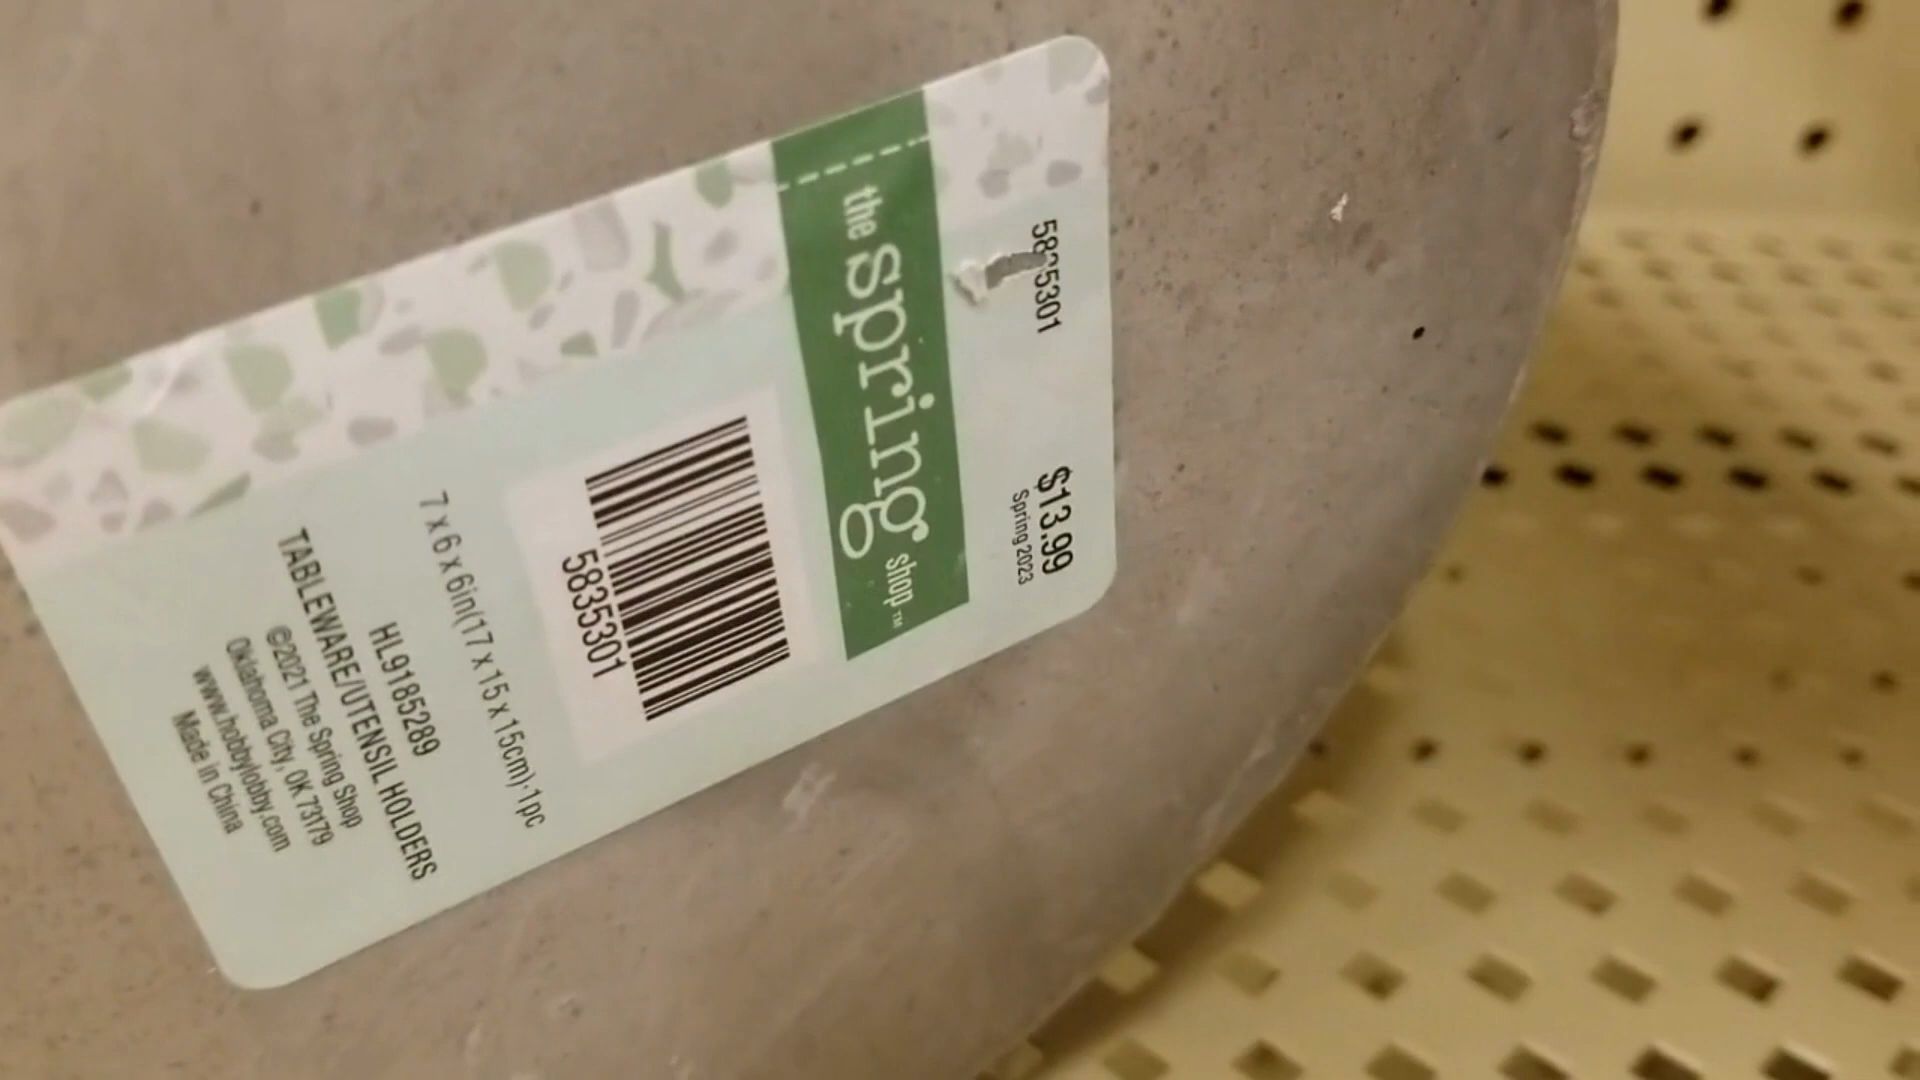 5835301
$13.99
Spring 2023
the spring shop™
5835301
7 x 6 x 6in(17 x 15 x 15cm)·1pc
HL9185289
TABLEWARE/UTENSIL HOLDERS
©2021 The Spring Shop
Oklahoma City, OK 73179
www.hobbylobby.com
Made in China